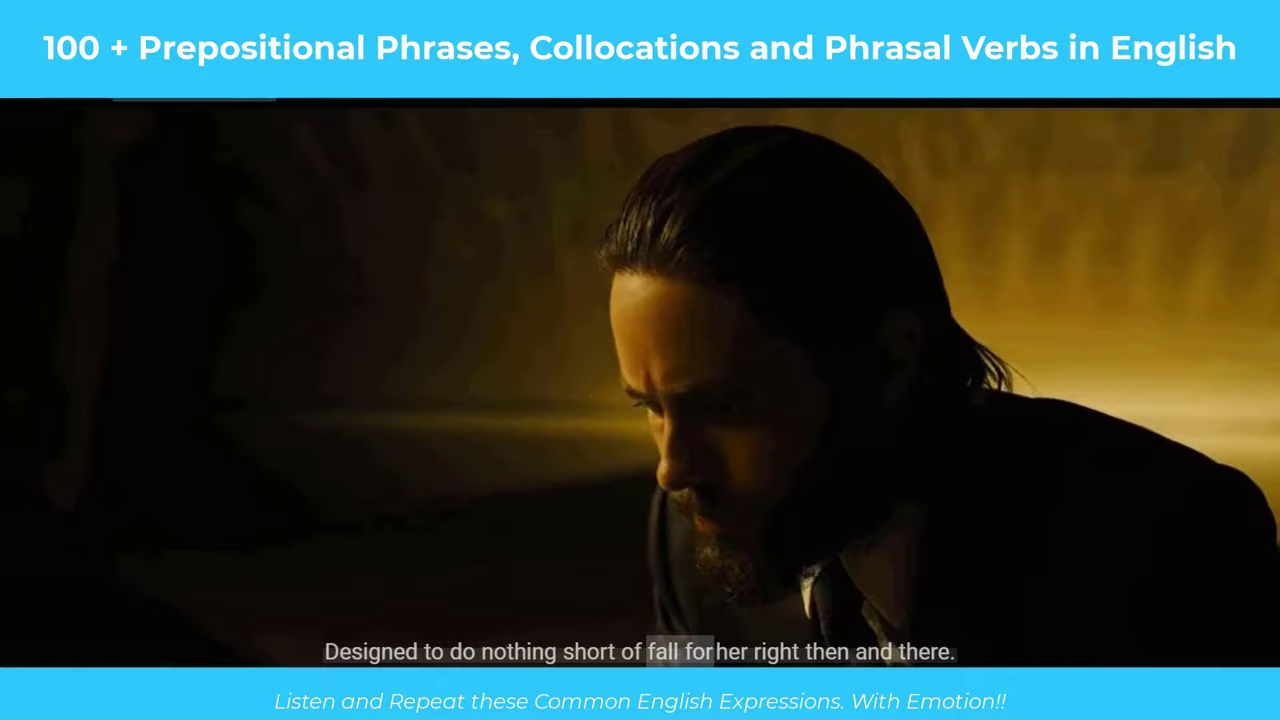 100 + Prepositional Phrases, Collocations and Phrasal Verbs in English
Designed to do nothing short of fall for her right then and there.
Listen and Repeat these Common English Expressions. With Emotion!!